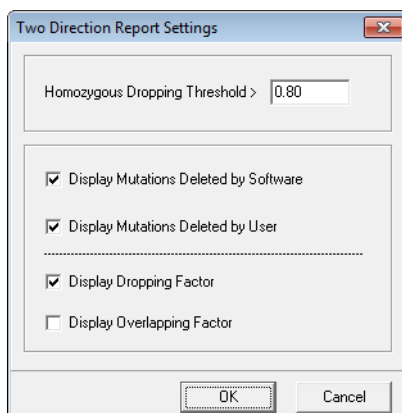 Two Direction Report Settings
Homozygous Dropping Threshold > 0.80
Display Mutations Deleted by Software
Display Mutations Deleted by User
Display Dropping Factor
Display Overlapping Factor
OK Cancel